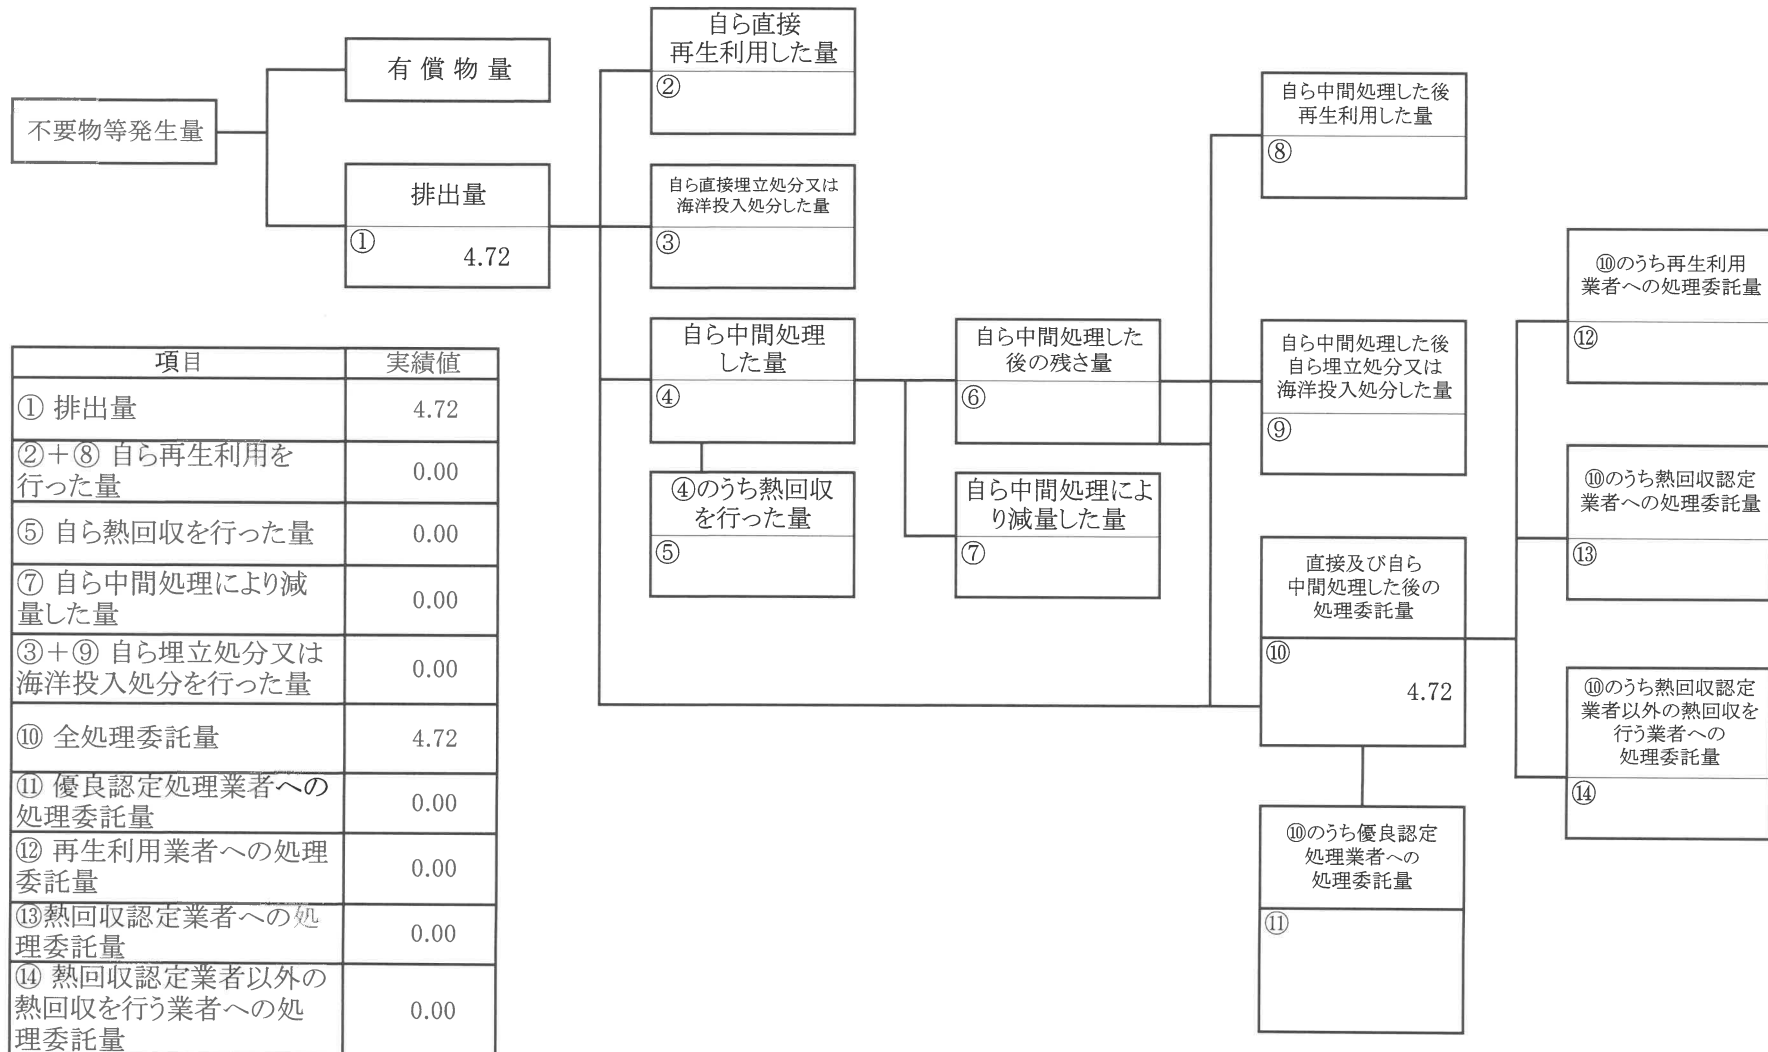 不要物等発生量
有償物量
排出量
①
4.72
自ら直接
再生利用した量
②
自ら直接埋立処分又は
海洋投入処分した量
③
自ら中間処理
した量
④
④のうち熱回収
を行った量
⑤
自ら中間処理した
後の残さ量
⑥
自ら中間処理によ
り減量した量
⑦
自ら中間処理した後
再生利用した量
⑧
自ら中間処理した後
自ら埋立処分又は
海洋投入処分した量
⑨
直接及び自ら
中間処理した後の
処理委託量
⑩
4.72
⑩のうち優良認定
処理業者への
処理委託量
⑪
⑩のうち再生利用
業者への処理委託量
⑫
⑩のうち熱回収認定
業者への処理委託量
⑬
⑩のうち熱回収認定
業者以外の熱回収を
行う業者への
処理委託量
⑭
項目 実績値
① 排出量 4.72
②＋⑧ 自ら再生利用を
行った量 0.00
⑤ 自ら熱回収を行った量 0.00
⑦ 自ら中間処理により減
量した量 0.00
③＋⑨ 自ら埋立処分又は
海洋投入処分を行った量 0.00
⑩ 全処理委託量 4.72
⑪ 優良認定処理業者への
処理委託量 0.00
⑫ 再生利用業者への処理
委託量 0.00
⑬熱回収認定業者への処
理委託量 0.00
⑭ 熱回収認定業者以外の
熱回収を行う業者への処
理委託量 0.00